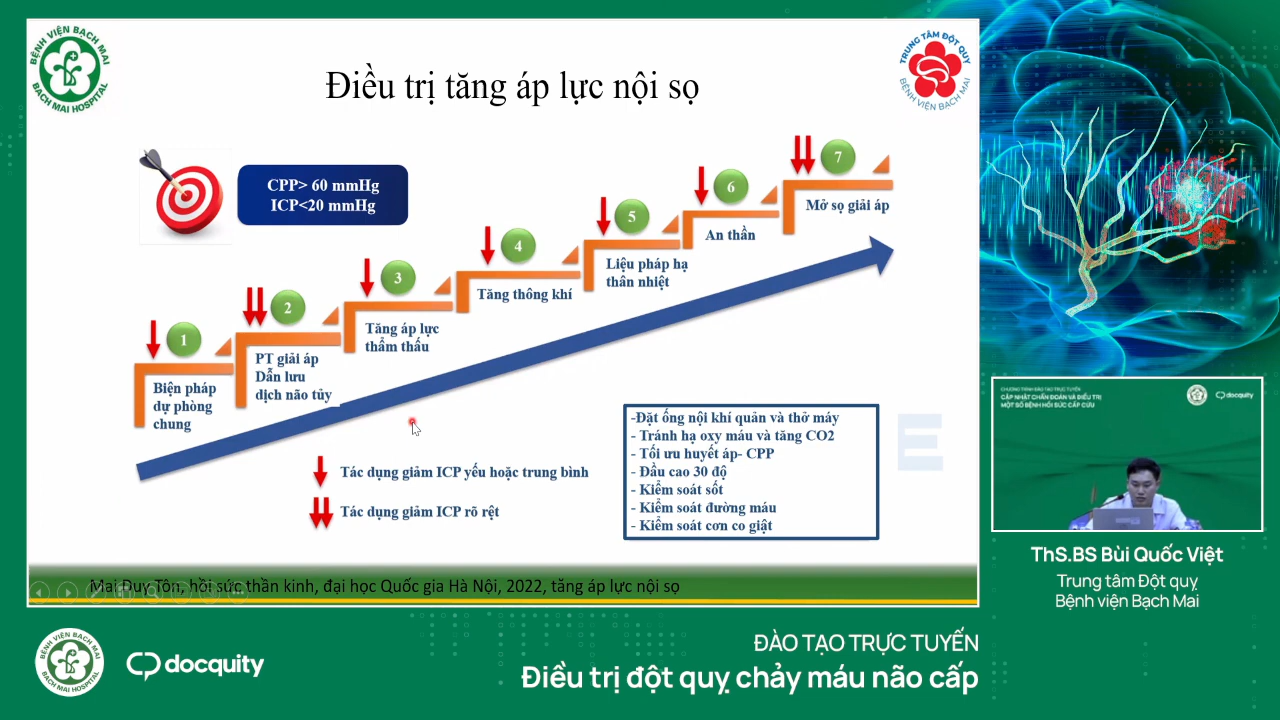 BỆNH VIỆN BẠCH MAI
BACH MAI HOSPITAL
TRUNG TÂM ĐỘT QUỴ
BỆNH VIỆN BẠCH MAI
Điều trị tăng áp lực nội sọ
CPP> 60 mmHg
ICP<20 mmHg
1
Biện pháp
dự phòng
chung
2
PT giải áp
Dẫn lưu
dịch não tủy
3
Tăng áp lực
thẩm thấu
4
Tăng thông khí
5
Liệu pháp hạ
thân nhiệt
6
An thần
7
Mở sọ giải áp
Tác dụng giảm ICP yếu hoặc trung bình
Tác dụng giảm ICP rõ rệt
-Đặt ống nội khí quản và thở máy
- Tránh hạ oxy máu và tăng CO2
- Tối ưu huyết áp- CPP
- Đầu cao 30 độ
- Kiểm soát sốt
- Kiểm soát đường máu
- Kiểm soát cơn co giật
E
Mai Duy Tôn, hồi sức thần kinh, đại học Quốc gia Hà Nội, 2022, tăng áp lực nội sọ
CHƯƠNG TRÌNH ĐÀO TẠO TRỰC TUYẾN
CẬP NHẬT CHẨN ĐOÁN VÀ ĐIỀU TRỊ
MỘT SỐ BỆNH HỒI SỨC CẤP CỨU
docquity
ThS.BS Bùi Quốc Việt
Trung tâm Đột quỵ
Bệnh viện Bạch Mai
BỆNH VIỆN BẠCH MAI
BACH MAI HOSPITAL
docquity
ĐÀO TẠO TRỰC TUYẾN
Điều trị đột quỵ chảy máu não cấp